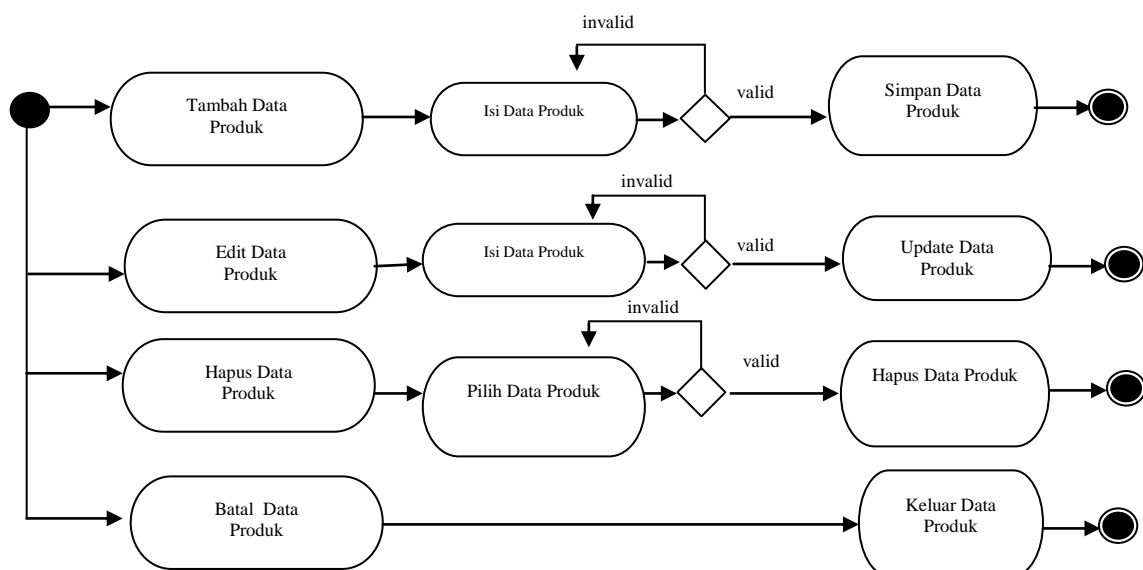 invalid
Tambah Data
Produk
Isi Data Produk
valid
Simpan Data
Produk
invalid
Edit Data
Produk
Isi Data Produk
valid
Update Data
Produk
invalid
Hapus Data
Produk
Pilih Data Produk
valid
Hapus Data Produk
Batal Data
Produk
Keluar Data
Produk